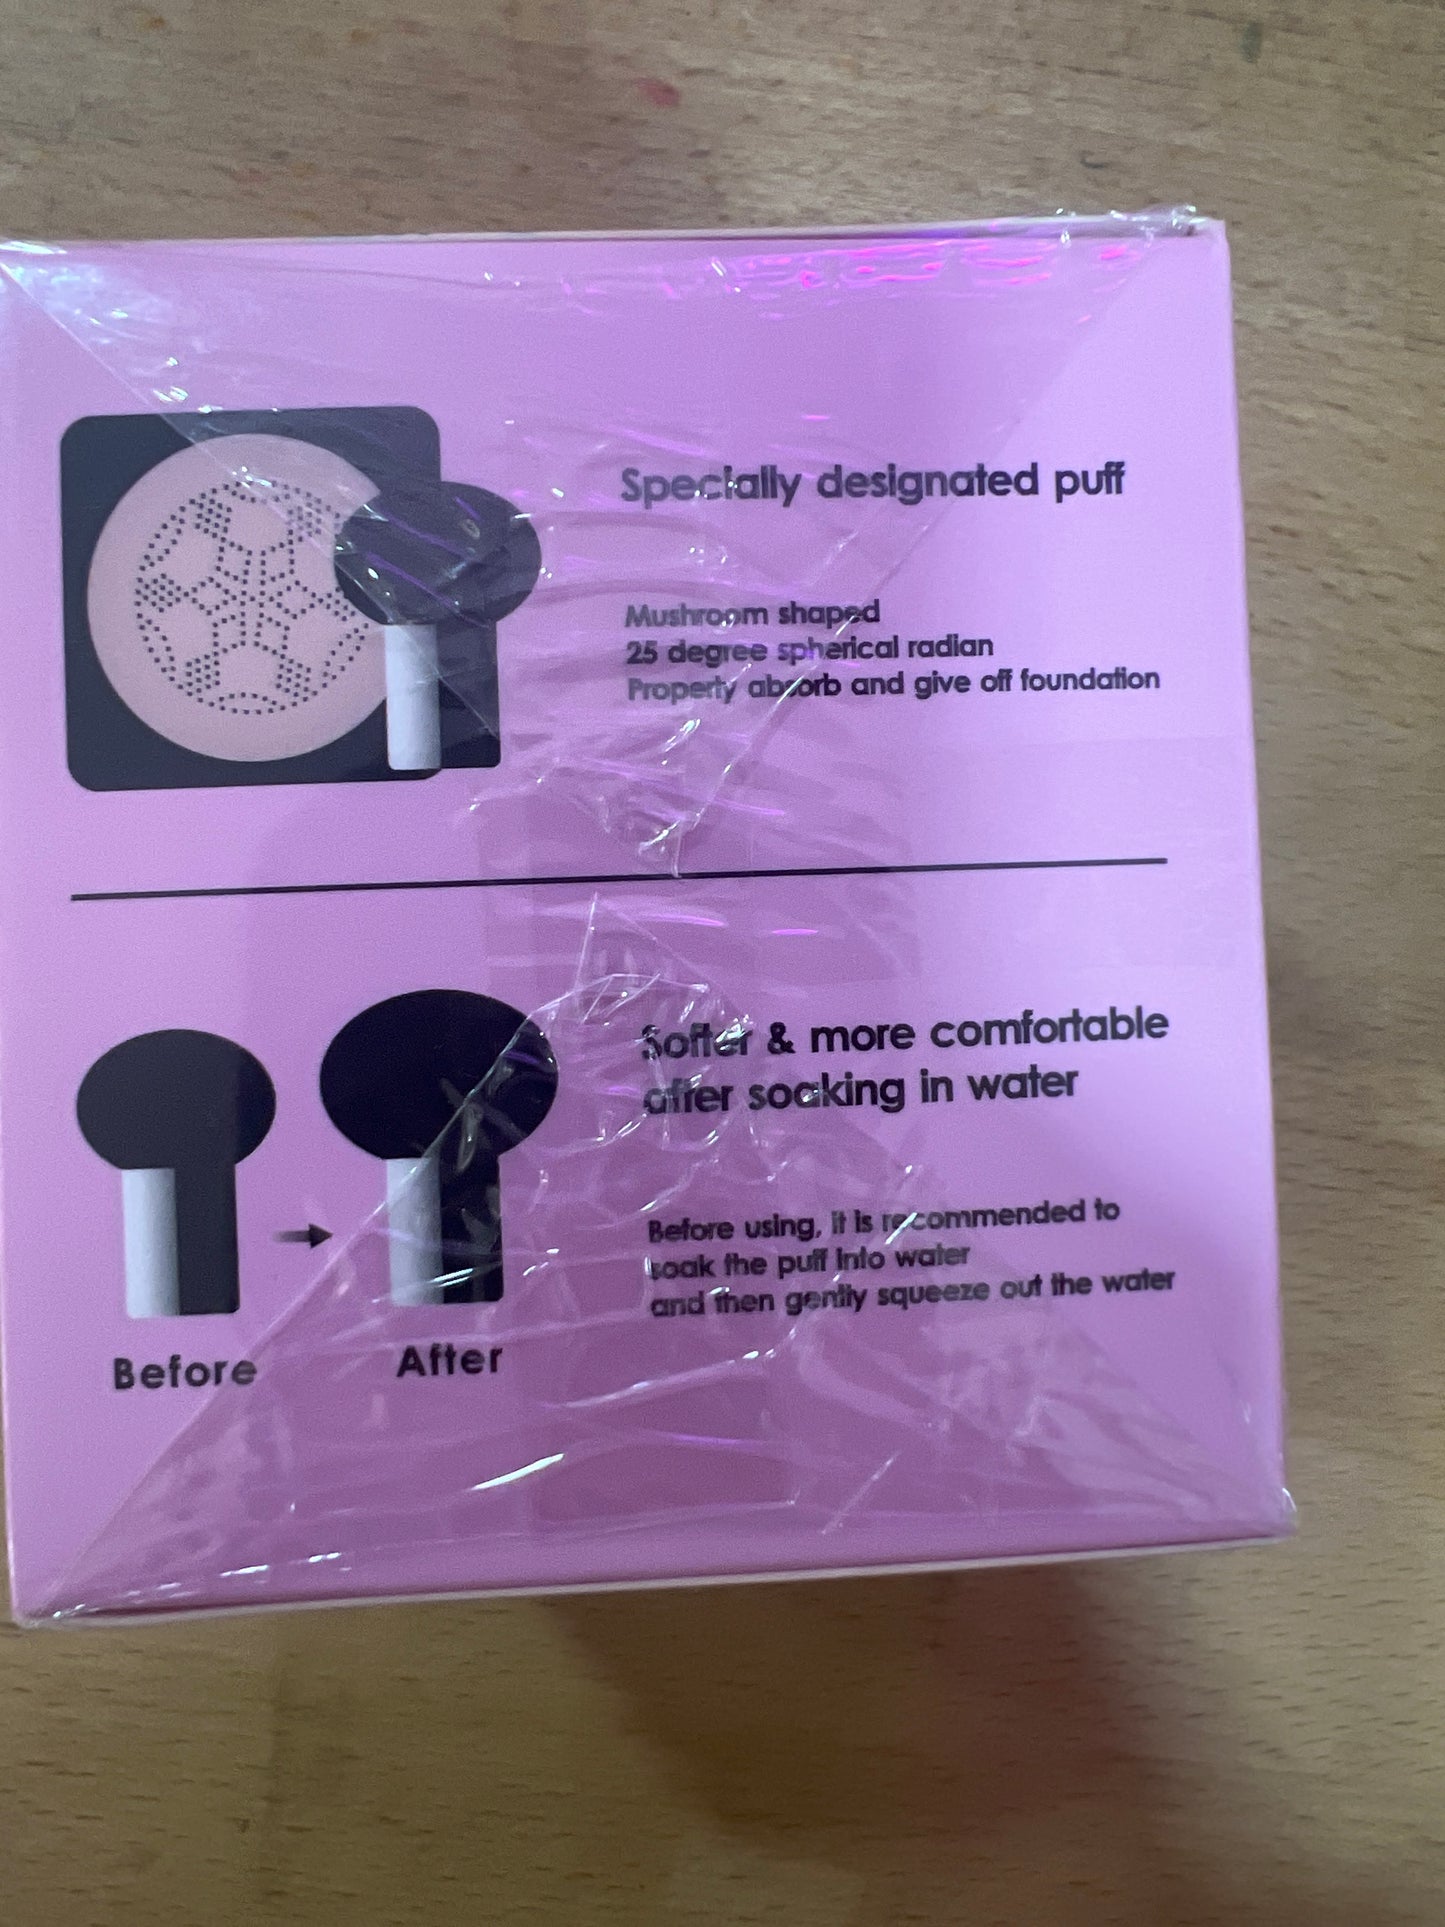 Specially designated puff
Mushroom shaped
25 degree spherical radian
Property absorb and give off foundation
Softer & more comfortable
after soaking in water
Before using, it is recommended to
soak the puff into water
and then gently squeeze out the water
Before
After